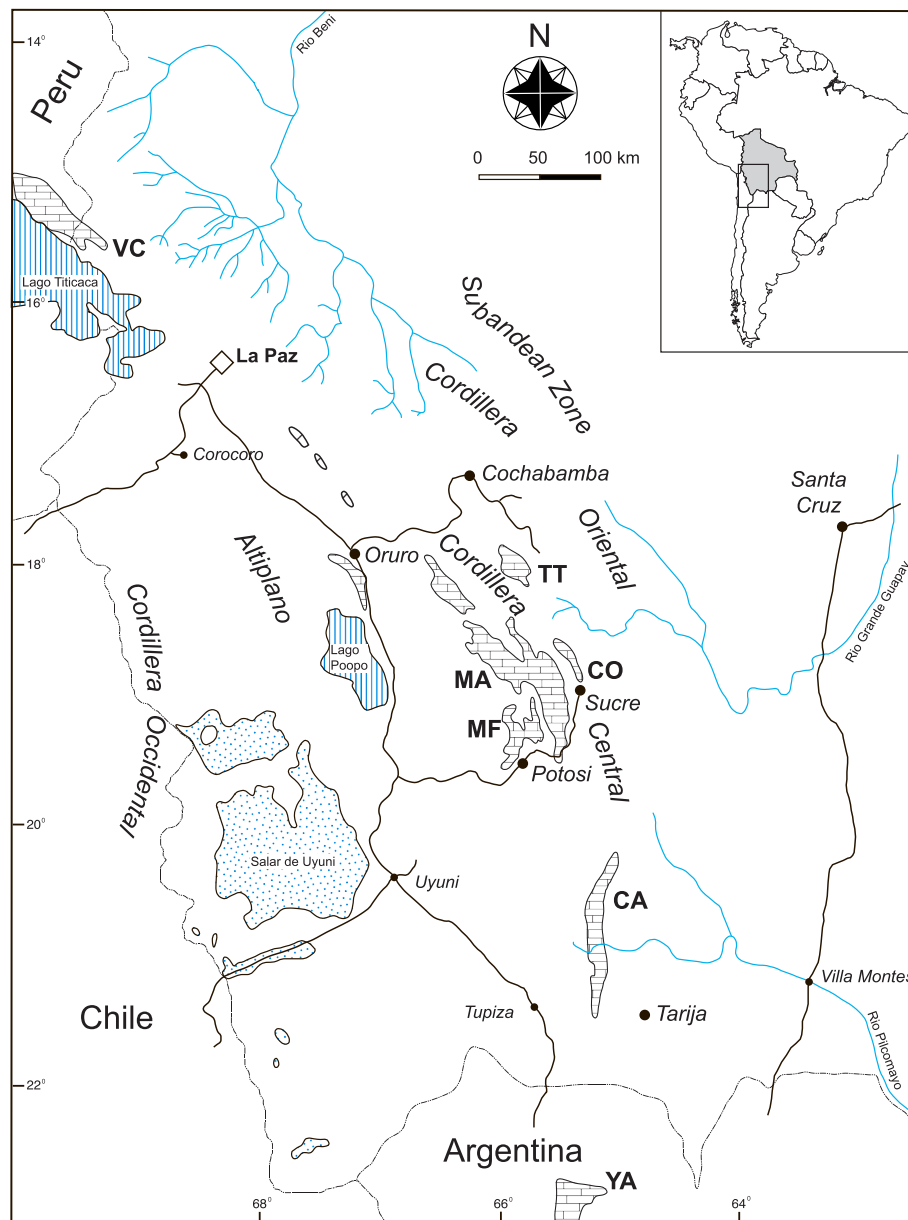 14°
Rio Beni
N
Peru
0 50 100 km
VC
Lago Titicaca
16°
Subandean Zone
La Paz
Cordillera
Corocoro
Cochabamba
Santa
Cruz
Oriental
Altiplano
Oruro
Cordillera
TT
18°
Rio Grande Guapay
Cordillera
Lago
Poopo
MA
CO
Sucre
MF
Occidental
Central
Potosi
20°
Salar de Uyuni
Uyuni
CA
Villa Montes
Chile
Tupiza
Tarija
Rio Pilcomayo
22°
Argentina
YA
68° 66° 64°